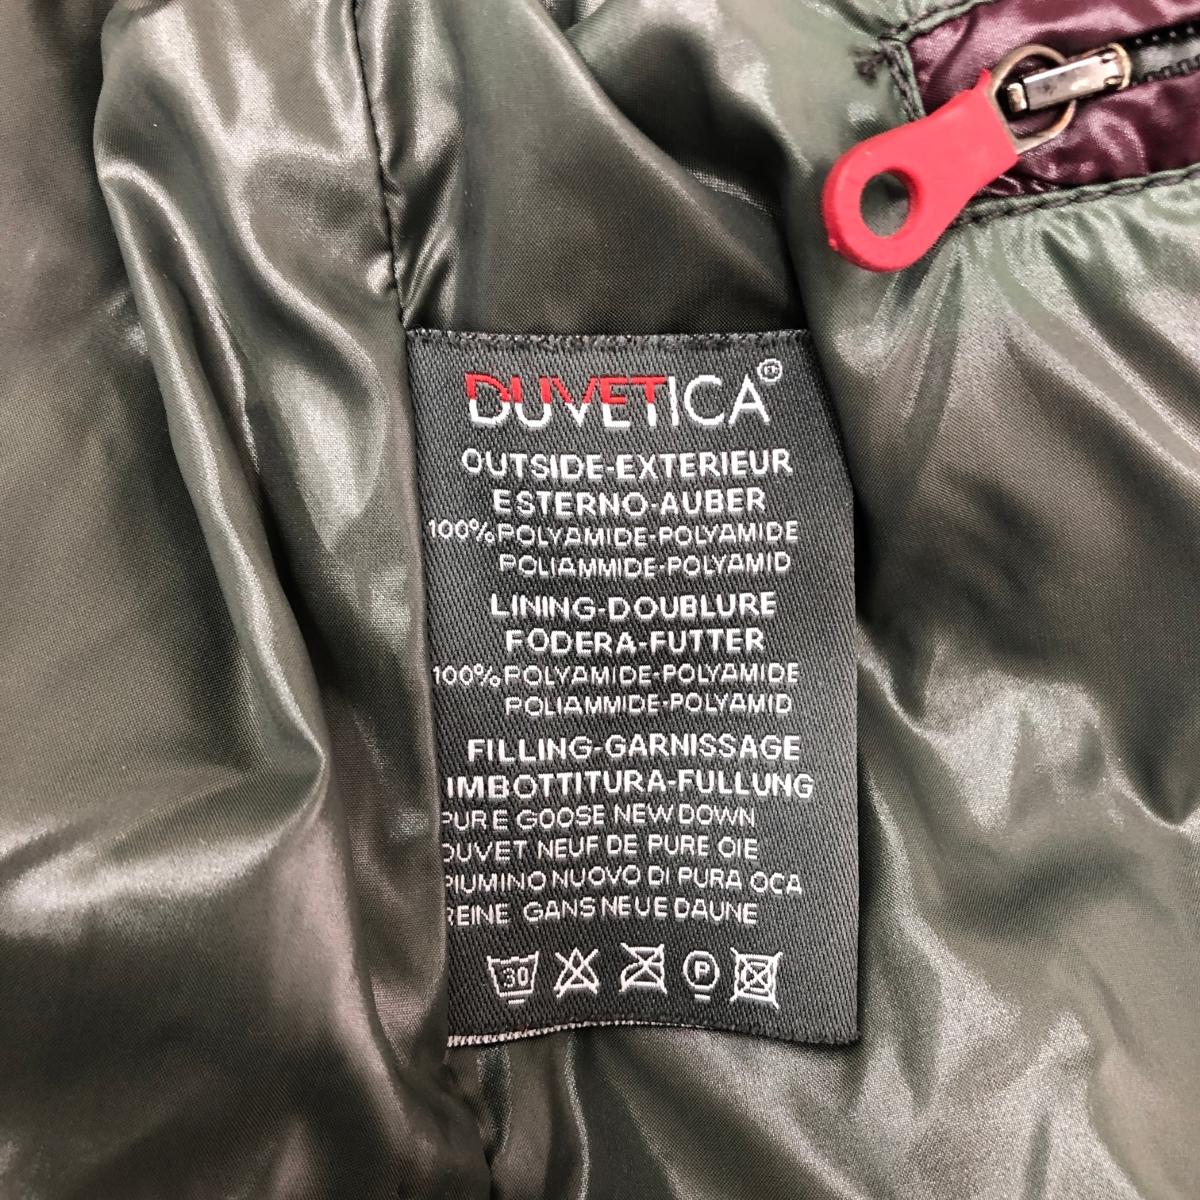 DUVETICA
OUTSIDE-EXTERIEUR
ESTERNO-AUBER
100% POLYAMIDE-POLYAMIDE
POLIAMMIDE-POLYAMID
LINING-DOUBLURE
FODERA-FUTTER
100% POLYAMIDE-POLYAMIDE
POLIAMMIDE-POLYAMID
FILLING-GARNISSAGE
IMBOTTITURA-FULLUNG
PURE GOOSE NEW DOWN
DUVET NEUF DE PURE OIE
PIUMINO NUOVO DI PURA OCA
REINE GANS NEUE DAUNE
30 P